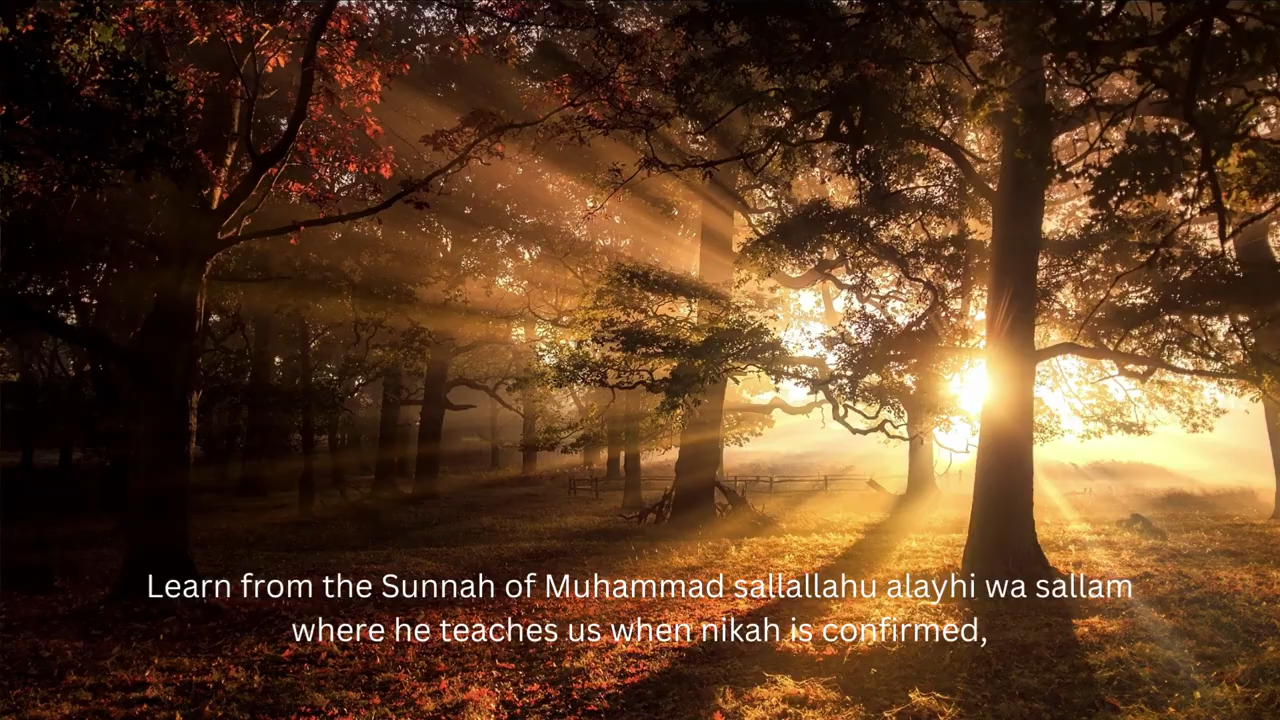 Learn from the Sunnah of Muhammad sallallahu alayhi wa sallam
where he teaches us when nikah is confirmed,